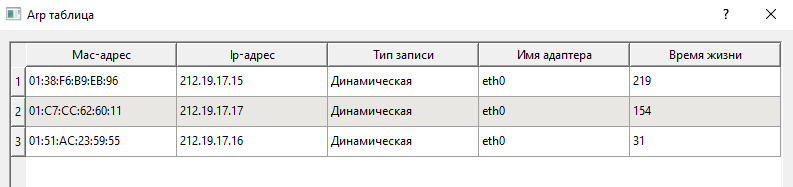 Arp таблица
Mac-адрес Ip-адрес Тип записи Имя адаптера Время жизни
1 01:38:F6:B9:EB:96 212.19.17.15 Динамическая eth0 219
2 01:C7:CC:62:60:11 212.19.17.17 Динамическая eth0 154
3 01:51:AC:23:59:55 212.19.17.16 Динамическая eth0 31